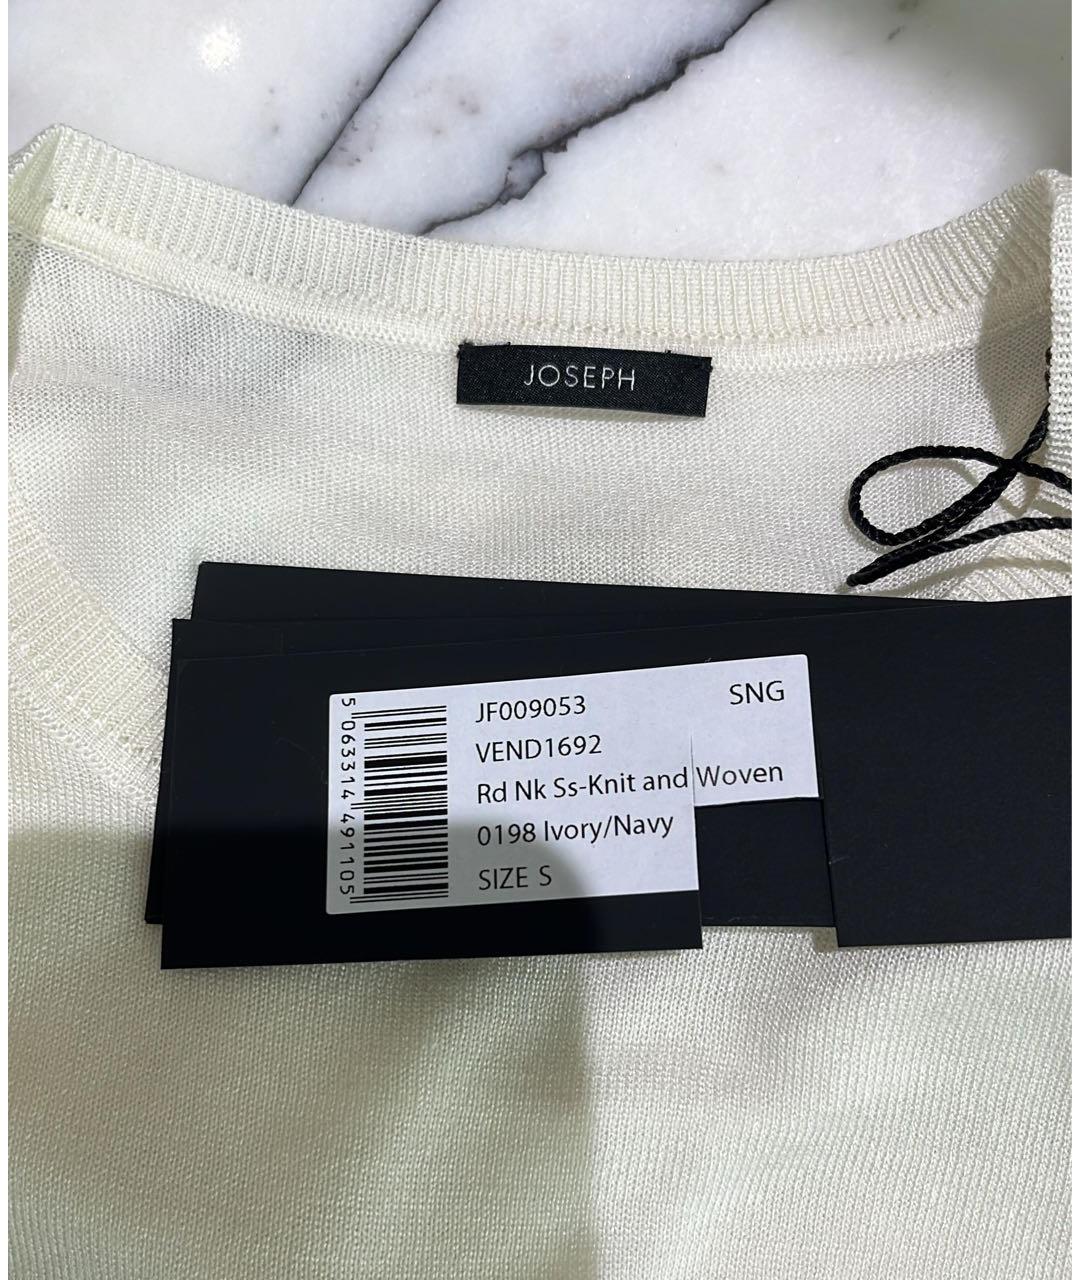 JOSEPH
JF009053 SNG
VEND1692
Rd Nk Ss-Knit and Woven
0198 Ivory/Navy
SIZE S
5 063314 491105